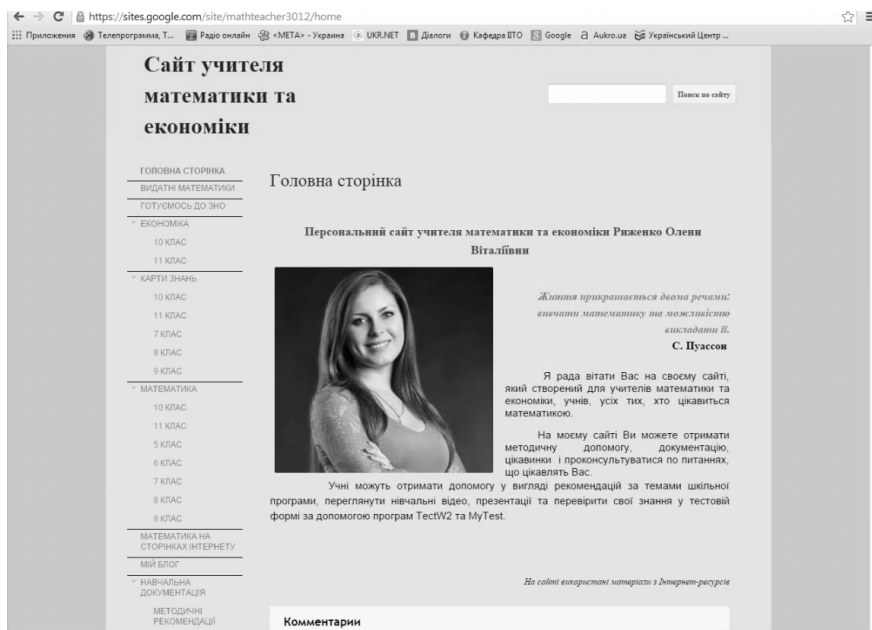 https://sites.google.com/site/mathteacher3012/home
Приложения Телепрограмма, Т... Радіо онлайн <META> - Украина UKR.NET Діалоги Кафедра ІІТО Google Aukro.ua Український Центр ...
Сайт учителя
математики та
економіки
Поиск по сайту
ГОЛОВНА СТОРІНКА
ВИДАТНІ МАТЕМАТИКИ
ГОТУЄМОСЬ ДО ЗНО
ЕКОНОМІКА
10 КЛАС
11 КЛАС
КАРТИ ЗНАНЬ
10 КЛАС
11 КЛАС
7 КЛАС
8 КЛАС
9 КЛАС
МАТЕМАТИКА
10 КЛАС
11 КЛАС
5 КЛАС
6 КЛАС
7 КЛАС
8 КЛАС
9 КЛАС
МАТЕМАТИКА НА
СТОРІНКАХ ІНТЕРНЕТУ
МІЙ БЛОГ
НАВЧАЛЬНА
ДОКУМЕНТАЦІЯ
МЕТОДИЧНІ
РЕКОМЕНДАЦІЇ
Головна сторінка
Персональний сайт учителя математики та економіки Риженко Олени
Віталіївни
Життя прикрашається двома речами:
вивчати математику та можливістю
викладати її.
С. Пуассон
Я рада вітати Вас на своєму сайті,
який створений для учителів математики та
економіки, учнів, усіх тих, хто цікавиться
математикою.
На моєму сайті Ви можете отримати
методичну допомогу, документацію,
цікавинки і проконсультуватися по питаннях,
що цікавлять Вас.
Учні можуть отримати допомогу у вигляді рекомендацій за темами шкільної
програми, переглянути нівчальні відео, презентації та перевірити свої знання у тестовій
формі за допомогою програм ТестW2 та MyTest.
На сайті використані матеріали з Інтернет-ресурсів
Комментарии